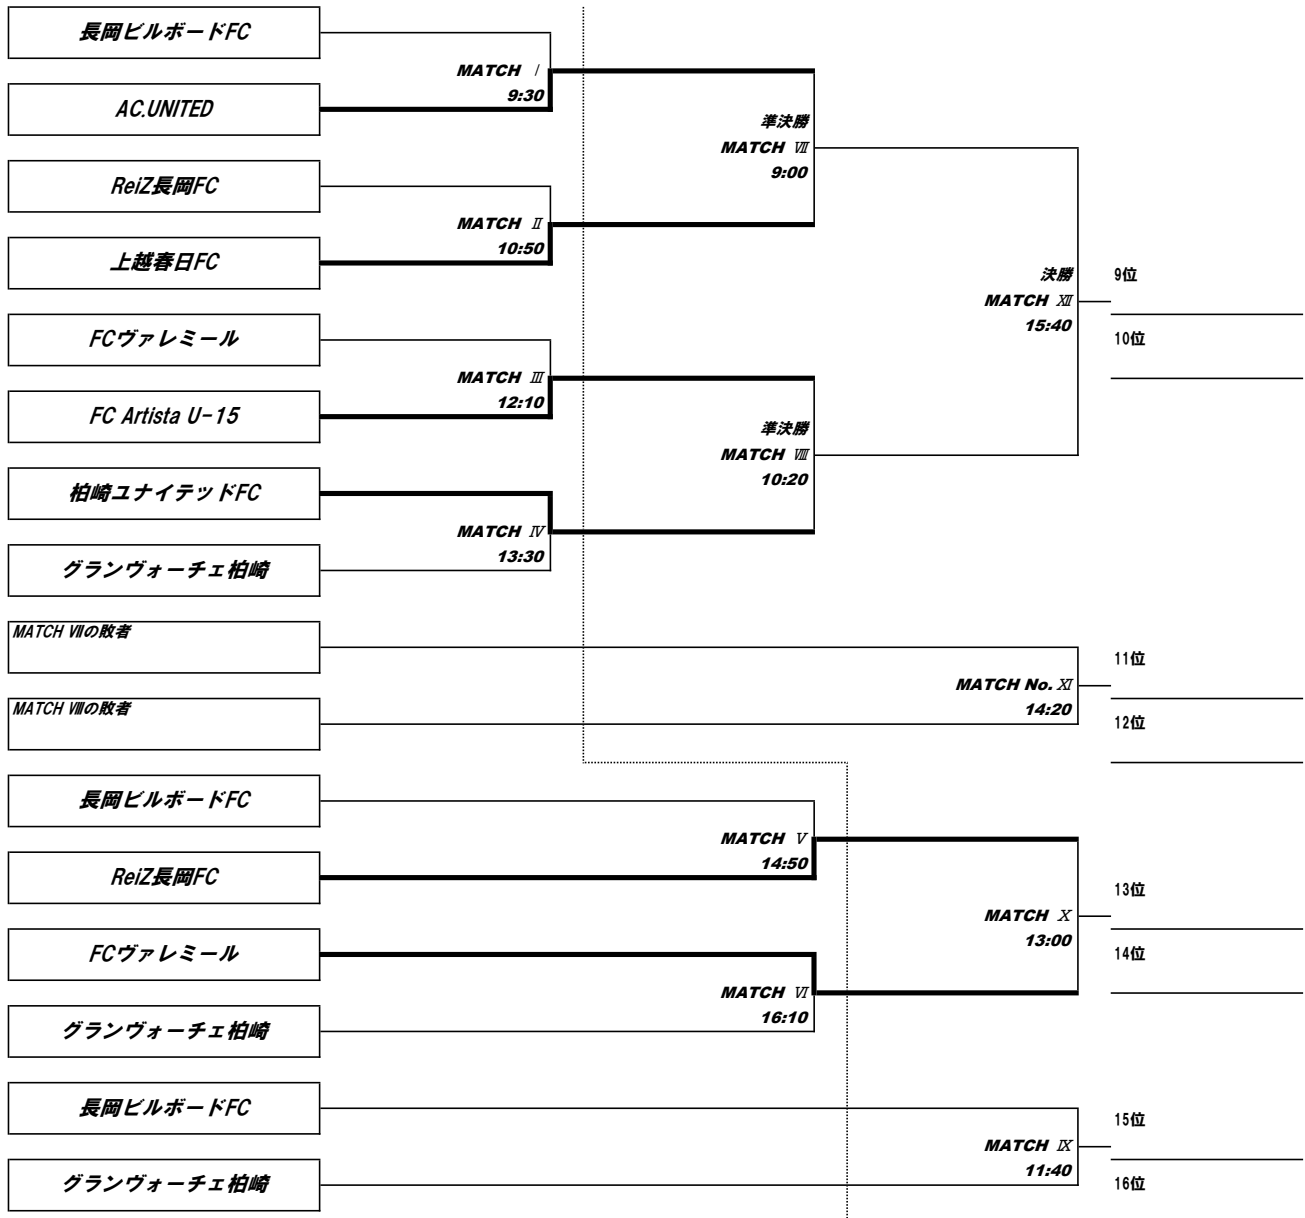 長岡ビルボードFC
MATCH Ⅰ
9:30
AC.UNITED
準決勝
MATCH Ⅶ
9:00
ReiZ長岡FC
MATCH Ⅱ
10:50
上越春日FC
決勝
MATCH Ⅻ
15:40
9位
10位
FCヴァレミール
MATCH Ⅲ
12:10
FC Artista U-15
準決勝
MATCH Ⅷ
10:20
柏崎ユナイテッドFC
MATCH Ⅳ
13:30
グランヴォーチェ柏崎
MATCH Ⅶの敗者
MATCH No. Ⅺ
14:20
11位
12位
MATCH Ⅷの敗者
長岡ビルボードFC
MATCH Ⅴ
14:50
ReiZ長岡FC
MATCH Ⅹ
13:00
13位
14位
FCヴァレミール
MATCH Ⅵ
16:10
グランヴォーチェ柏崎
長岡ビルボードFC
MATCH Ⅸ
11:40
15位
16位
グランヴォーチェ柏崎